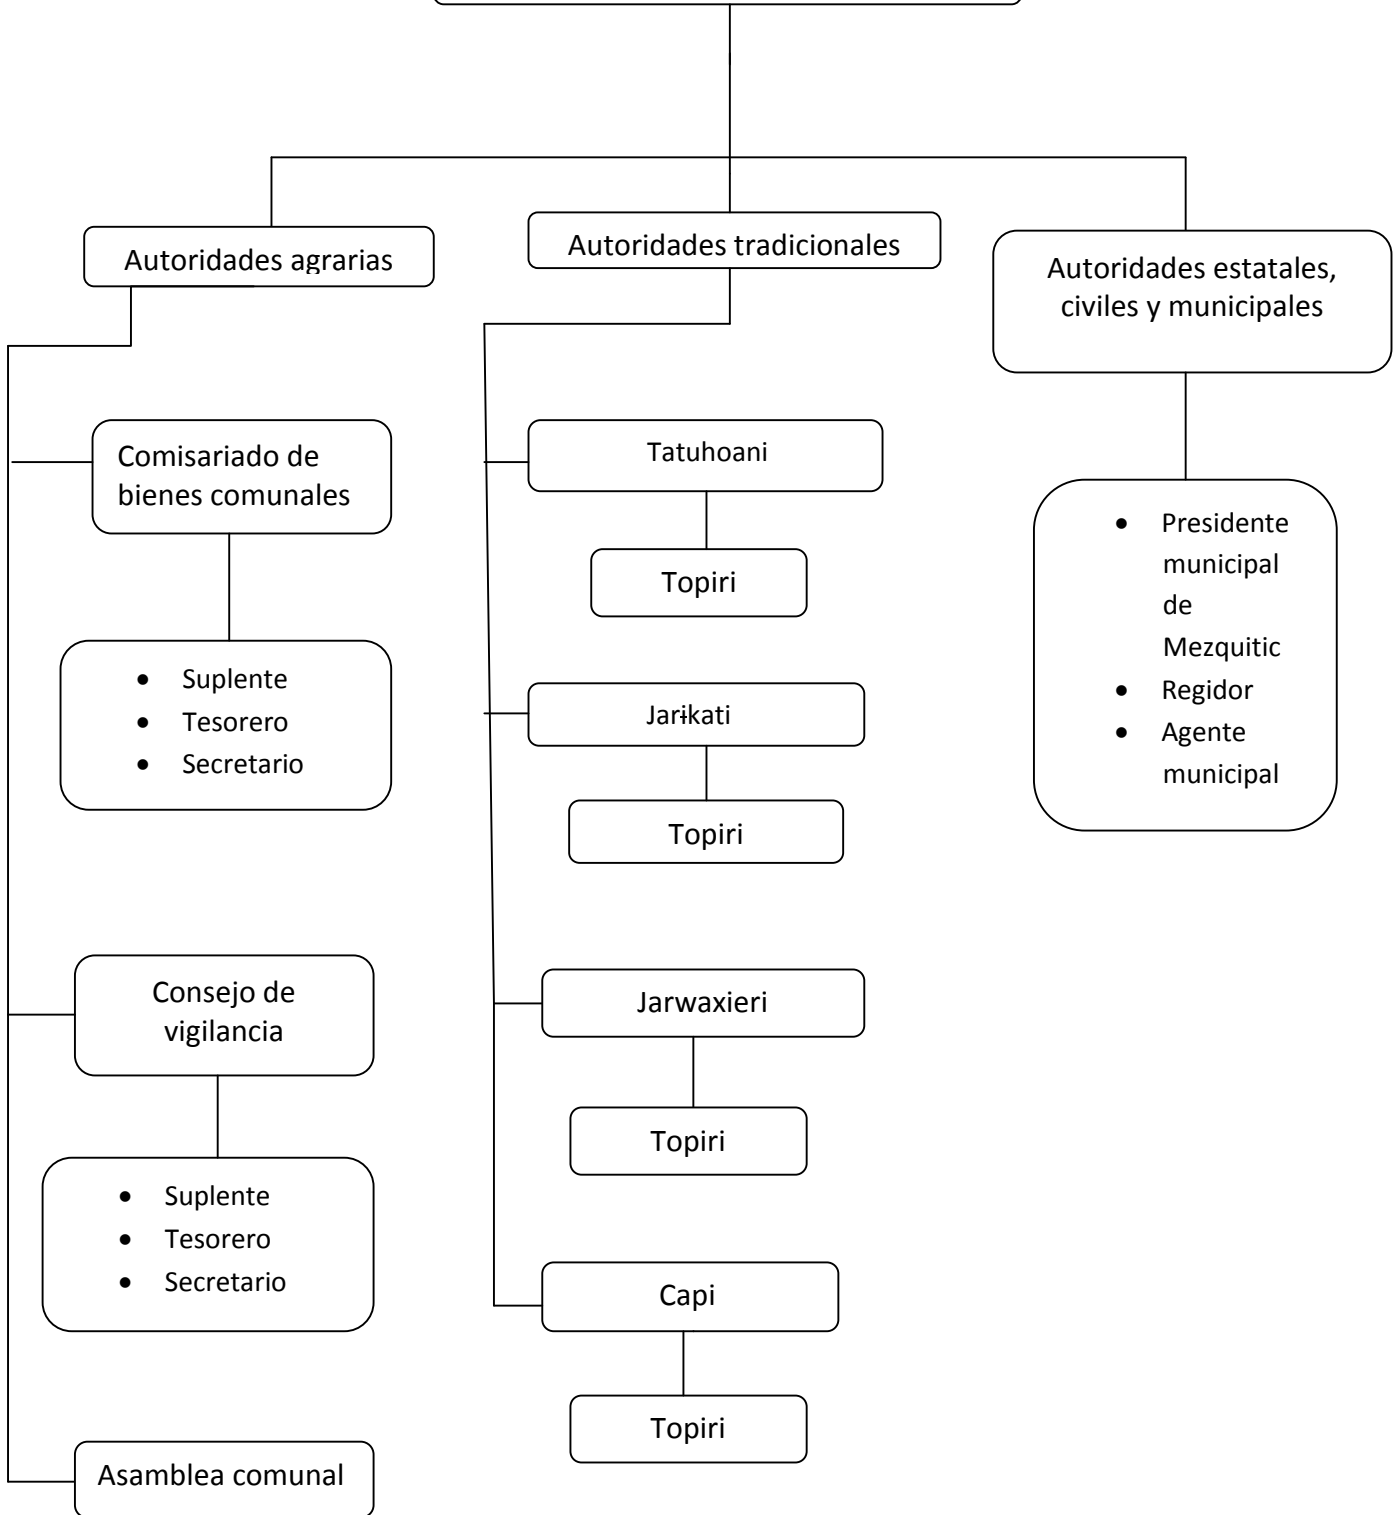 Autoridades agrarias
Autoridades tradicionales
Autoridades estatales,
civiles y municipales
Comisariado de
bienes comunales
• Suplente
• Tesorero
• Secretario
Consejo de
vigilancia
• Suplente
• Tesorero
• Secretario
Asamblea comunal
Tatuhoani
Topiri
Jarɨkati
Topiri
Jarwaxieri
Topiri
Capi
Topiri
• Presidente
municipal
de
Mezquitic
• Regidor
• Agente
municipal